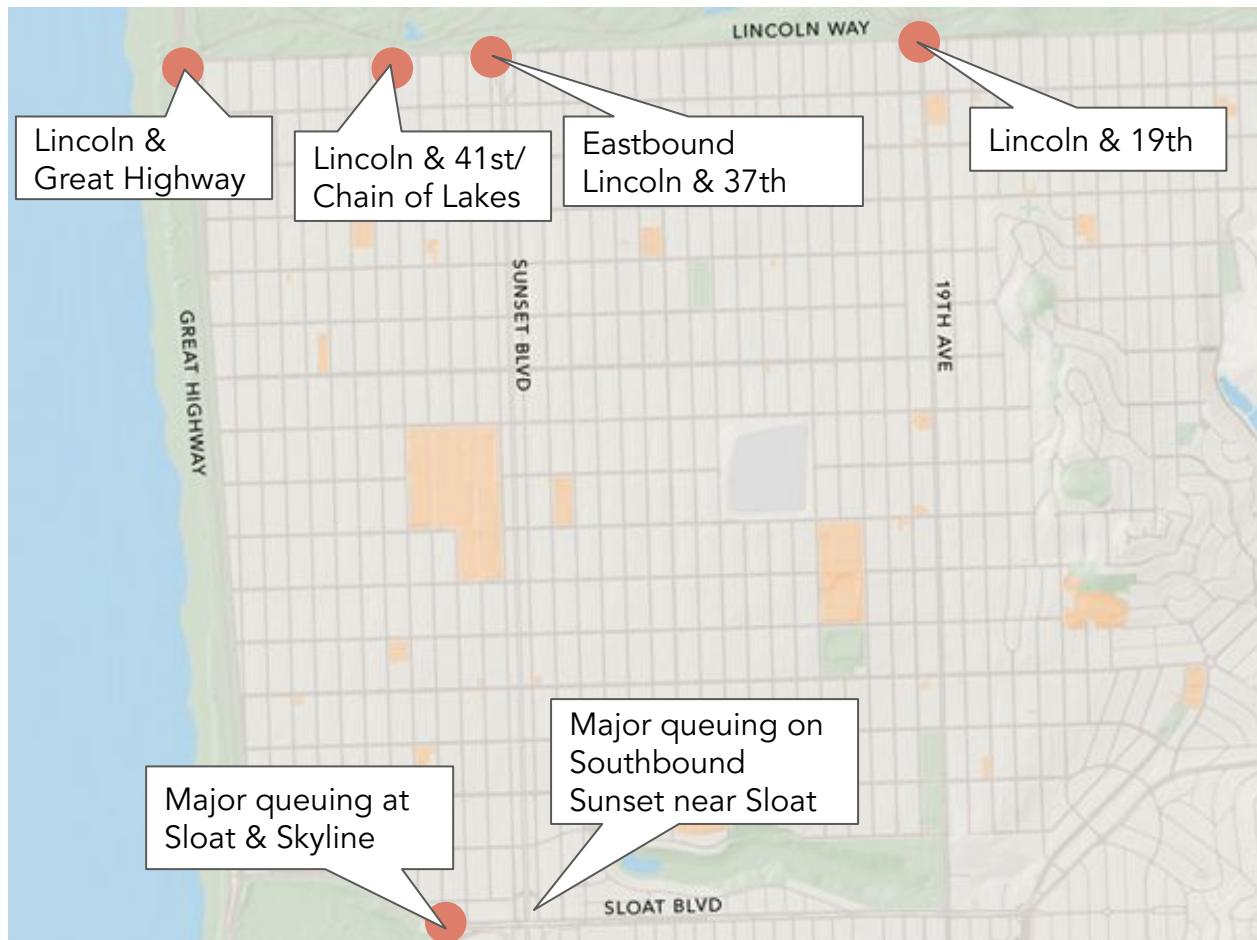 LINCOLN WAY
Lincoln &
Great Highway
Lincoln & 41st/
Chain of Lakes
Eastbound
Lincoln & 37th
Lincoln & 19th
SUNSET BLVD
19TH AVE
GREAT HIGHWAY
Major queuing on
Southbound
Sunset near Sloat
Major queuing at
Sloat & Skyline
SLOAT BLVD